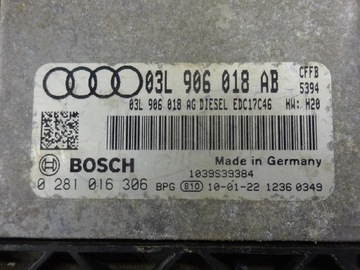 03L 906 018 AB CFFB
5394
03L 906 018 AG DIESEL EDC17C46 HW: H20
BOSCH Made in Germany
1039S39384
0 281 016 306 BPG 810 10-01-22 1236 0349